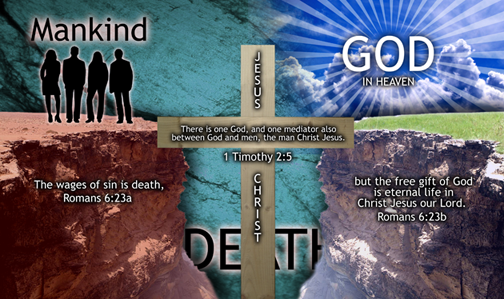 Mankind
GOD
IN HEAVEN
JESUS
There is one God, and one mediator also
between God and men, the man Christ Jesus.
1 Timothy 2:5
CHRIST
The wages of sin is death,
Romans 6:23a
but the free gift of God
is eternal life in
Christ Jesus our Lord.
Romans 6:23b
DEATH